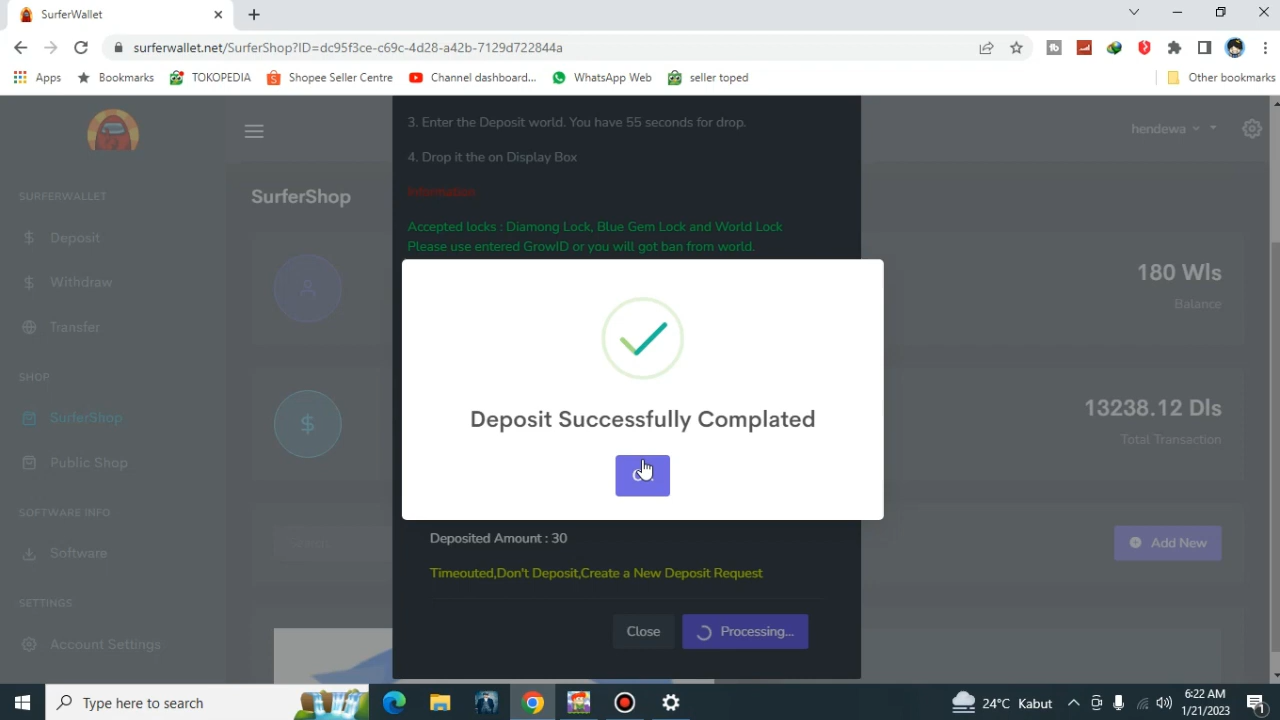 SurferWallet
surferwallet.net/SurferShop?ID=dc95f3ce-c69c-4d28-a42b-7129d722844a
Apps
Bookmarks
TOKOPEDIA
Shopee Seller Centre
Channel dashboard...
WhatsApp Web
seller toped
Other bookmarks
3. Enter the Deposit world. You have 55 seconds for drop.
hendewa
4. Drop it the on Display Box
SURFERWALLET
SurferShop
Information
Accepted locks : Diamong Lock, Blue Gem Lock and World Lock
Please use entered GrowID or you will got ban from world.
Deposit
Withdraw
Transfer
180 Wls
Balance
SHOP
SurferShop
Public Shop
13238.12 Dls
Total Transaction
Deposit Successfully Complated
SOFTWARE INFO
Software
Search
Deposited Amount : 30
Add New
Timeouted,Don't Deposit,Create a New Deposit Request
SETTINGS
Account Settings
Close
Processing...
Type here to search
24°C Kabut
6:22 AM
1/21/2023
1